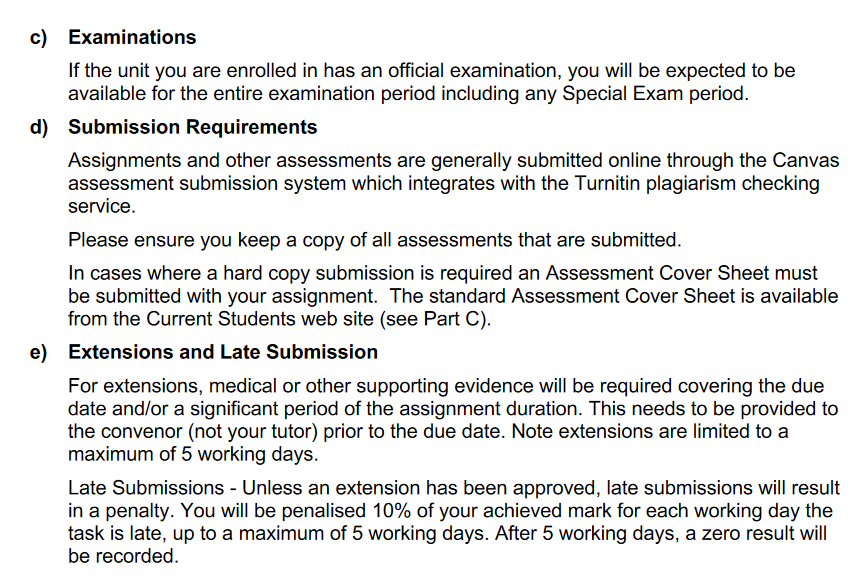 c) Examinations
If the unit you are enrolled in has an official examination, you will be expected to be
available for the entire examination period including any Special Exam period.
d) Submission Requirements
Assignments and other assessments are generally submitted online through the Canvas
assessment submission system which integrates with the Turnitin plagiarism checking
service.
Please ensure you keep a copy of all assessments that are submitted.
In cases where a hard copy submission is required an Assessment Cover Sheet must
be submitted with your assignment.  The standard Assessment Cover Sheet is available
from the Current Students web site (see Part C).
e) Extensions and Late Submission
For extensions, medical or other supporting evidence will be required covering the due
date and/or a significant period of the assignment duration. This needs to be provided to
the convenor (not your tutor) prior to the due date. Note extensions are limited to a
maximum of 5 working days.
Late Submissions - Unless an extension has been approved, late submissions will result
in a penalty. You will be penalised 10% of your achieved mark for each working day the
task is late, up to a maximum of 5 working days. After 5 working days, a zero result will
be recorded.